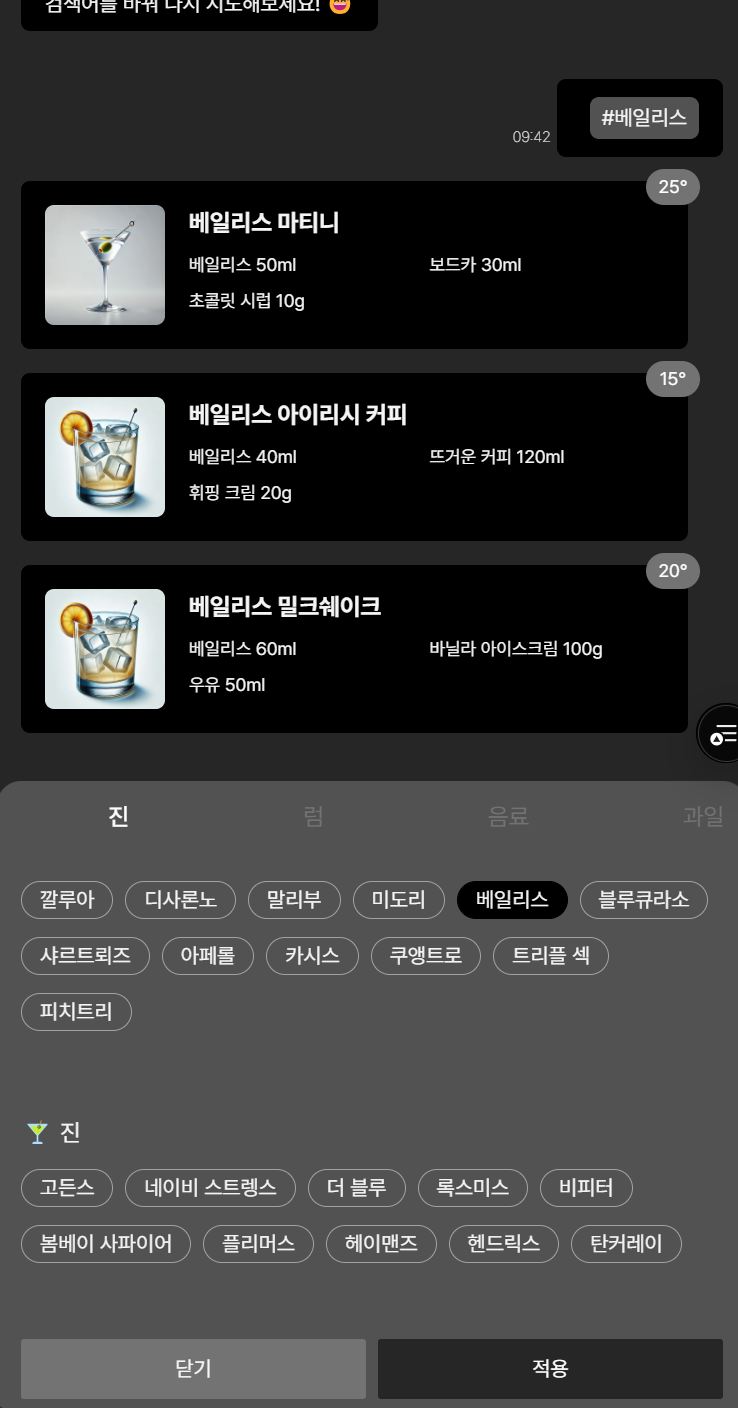 검색어를 바꿔 다시 시도해보세요! 😄
#베일리스
09:42
25°
베일리스 마티니
베일리스 50ml 보드카 30ml
초콜릿 시럽 10g
15°
베일리스 아이리시 커피
베일리스 40ml 뜨거운 커피 120ml
휘핑 크림 20g
20°
베일리스 밀크쉐이크
베일리스 60ml 바닐라 아이스크림 100g
우유 50ml
진 럼 음료 과일
깔루아 디사론노 말리부 미도리 베일리스 블루큐라소
샤르트뢰즈 아페롤 카시스 쿠앵트로 트리플 섹
피치트리
🍸 진
고든스 네이비 스트렝스 더 블루 록스미스 비피터
봄베이 사파이어 플리머스 헤이맨즈 헨드릭스 탄커레이
닫기 적용